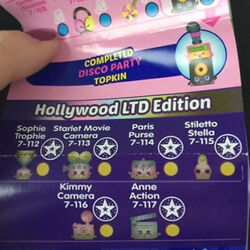 COMPLETED
DISCO PARTY
TOPKIN
Hollywood LTD Edition
Sophie Trophie 7-112
Starlet Movie Camera 7-113
Paris Purse 7-114
Stiletto Stella 7-115
Kimmy Camera 7-116
Anne Action 7-117